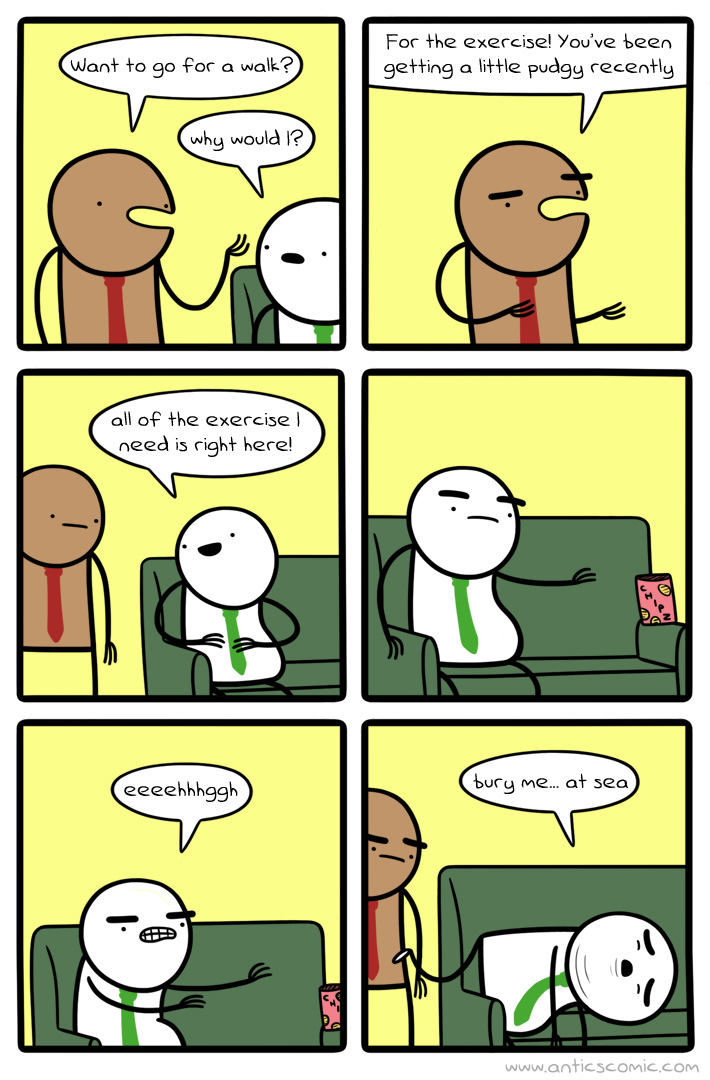 Want to go for a walk?
why would I?
For the exercise! You've been
getting a little pudgy recently
all of the exercise I
need is right here!
CHIPZ
eeeehhhggh
CHI
bury me... at sea
www.anticscomic.com